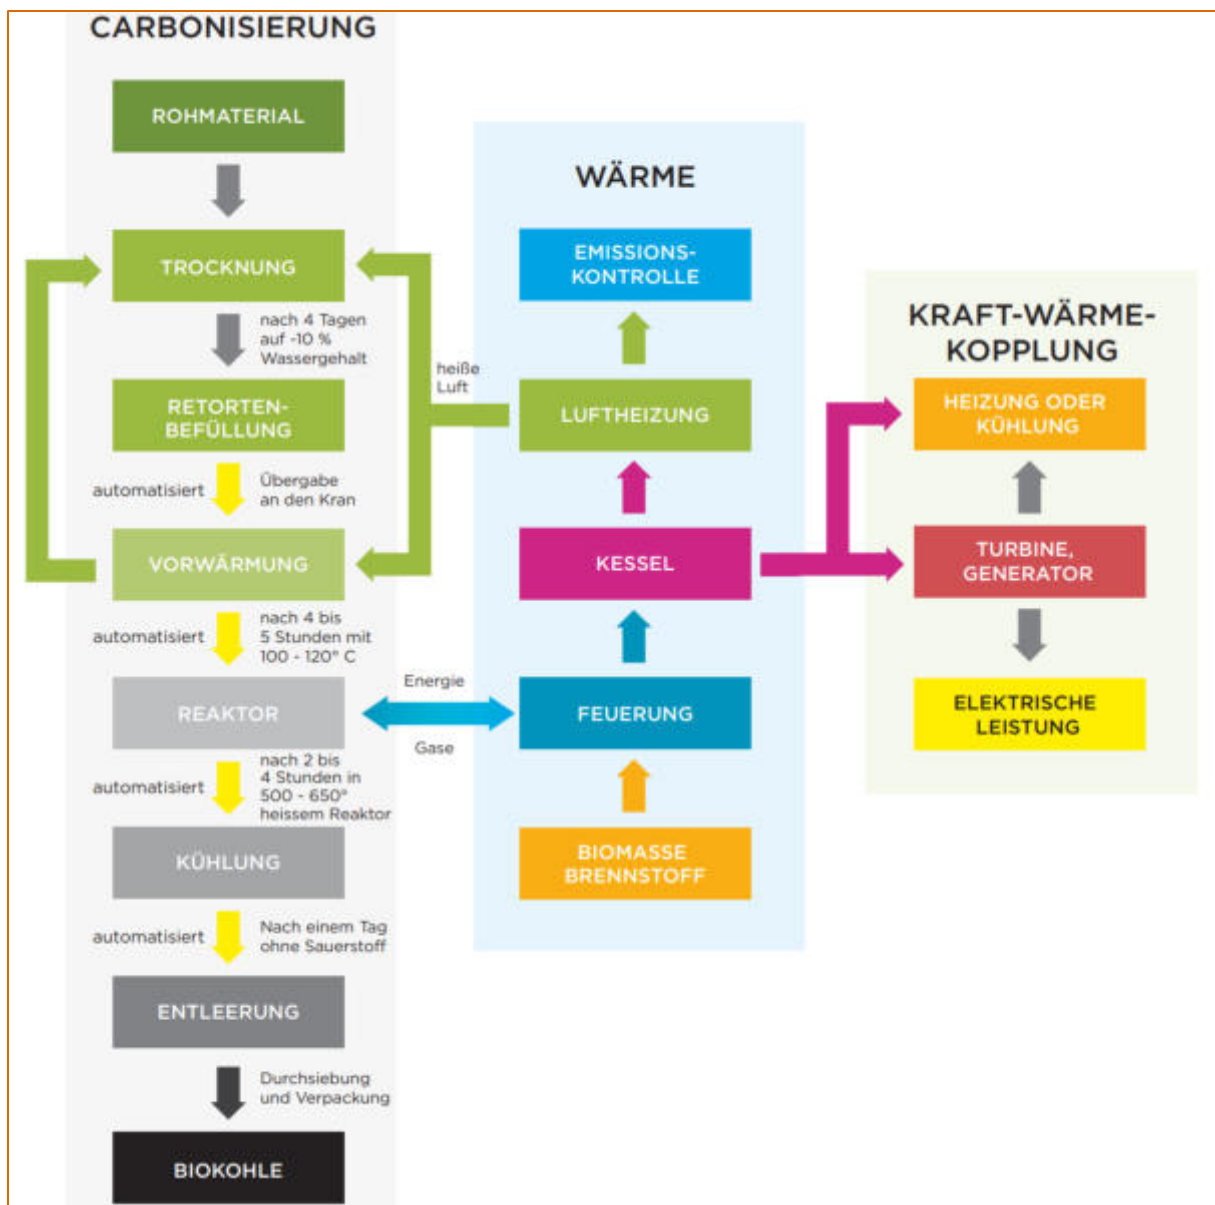 CARBONISIERUNG
ROHMATERIAL
TROCKNUNG
nach 4 Tagen
auf -10 %
Wassergehalt
RETORTEN-
BEFÜLLUNG
automatisiert
Übergabe
an den Kran
VORWÄRMUNG
automatisiert
nach 4 bis
5 Stunden mit
100 - 120° C
REAKTOR
automatisiert
nach 2 bis
4 Stunden in
500 - 650°
heissem Reaktor
KÜHLUNG
automatisiert
Nach einem Tag
ohne Sauerstoff
ENTLEERUNG
Durchsiebung
und Verpackung
BIOKOHLE
heiße
Luft
Energie
Gase
WÄRME
EMISSIONS-
KONTROLLE
LUFTHEIZUNG
KESSEL
FEUERUNG
BIOMASSE
BRENNSTOFF
KRAFT-WÄRME-
KOPPLUNG
HEIZUNG ODER
KÜHLUNG
TURBINE,
GENERATOR
ELEKTRISCHE
LEISTUNG